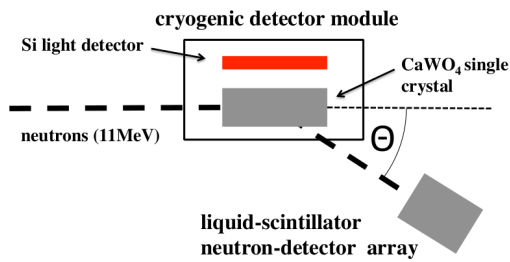 cryogenic detector module
Si light detector
CaWO4 single
crystal
neutrons (11MeV)
Θ
liquid-scintillator
neutron-detector array